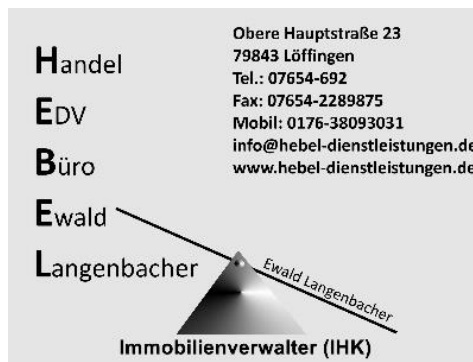 Handel
EDV
Büro
Ewald
Langenbacher
Obere Hauptstraße 23
79843 Löffingen
Tel.: 07654-692
Fax: 07654-2289875
Mobil: 0176-38093031
info@hebel-dienstleistungen.de
www.hebel-dienstleistungen.de
Ewald Langenbacher
Immobilienverwalter (IHK)